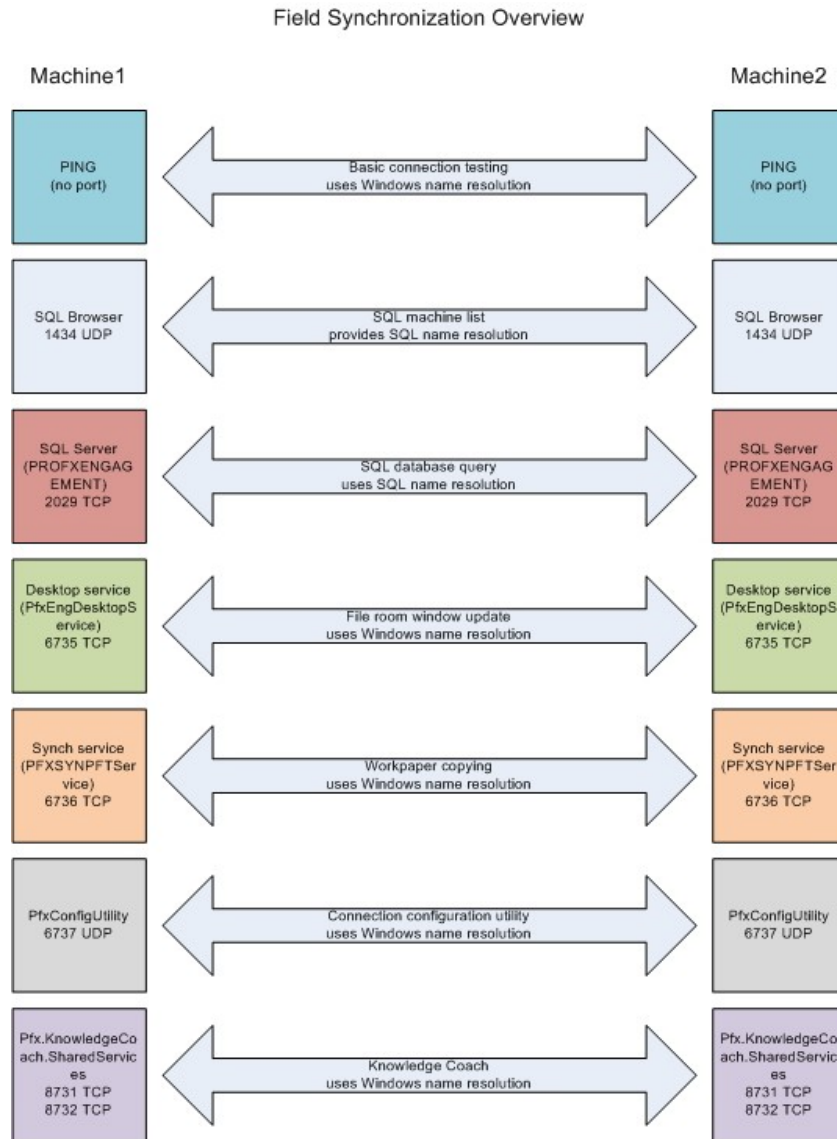 Field Synchronization Overview
Machine1
Machine2
PING
(no port)
Basic connection testing
uses Windows name resolution
PING
(no port)
SQL Browser
1434 UDP
SQL machine list
provides SQL name resolution
SQL Browser
1434 UDP
SQL Server
(PROFXENGAG
EMENT)
2029 TCP
SQL database query
uses SQL name resolution
SQL Server
(PROFXENGAG
EMENT)
2029 TCP
Desktop service
(PfxEngDesktopS
ervice)
6735 TCP
File room window update
uses Windows name resolution
Desktop service
(PfxEngDesktopS
ervice)
6735 TCP
Synch service
(PFXSYNPFTSer
vice)
6736 TCP
Workpaper copying
uses Windows name resolution
Synch service
(PFXSYNPFTSer
vice)
6736 TCP
PfxConfigUtility
6737 UDP
Connection configuration utility
uses Windows name resolution
PfxConfigUtility
6737 UDP
Pfx.KnowledgeCo
ach.SharedServic
es
8731 TCP
8732 TCP
Knowledge Coach
uses Windows name resolution
Pfx.KnowledgeCo
ach.SharedServic
es
8731 TCP
8732 TCP